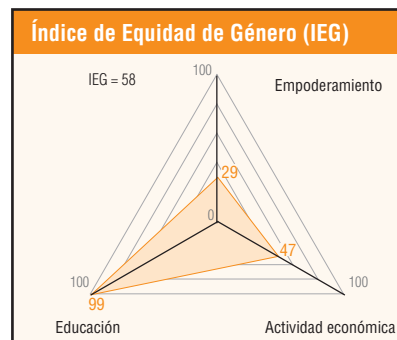 Índice de Equidad de Género (IEG)
100
IEG = 58
Empoderamiento
29
0
47
100
100
99
Educación
Actividad económica